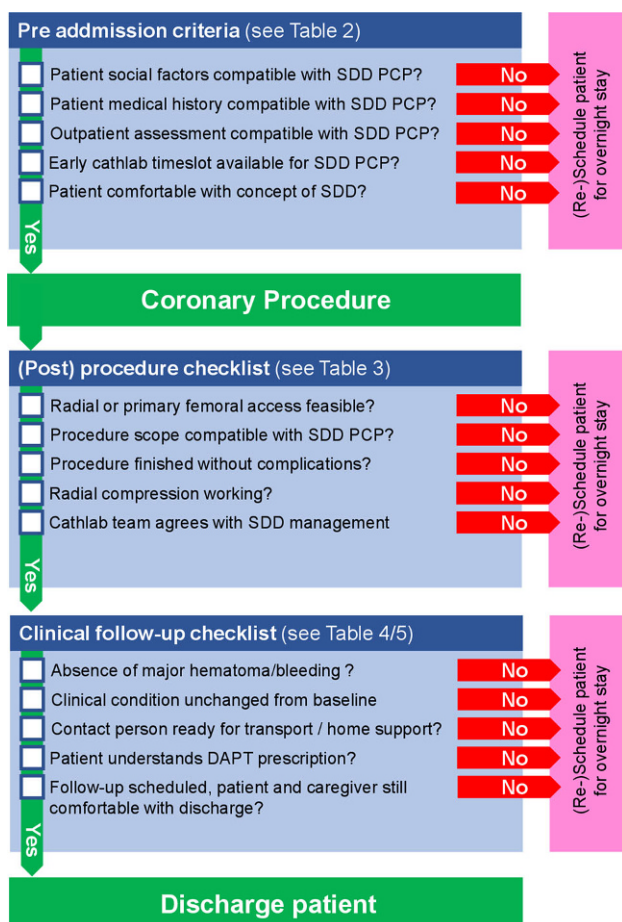 Pre addmission criteria (see Table 2)
Patient social factors compatible with SDD PCP? No
Patient medical history compatible with SDD PCP? No
Outpatient assessment compatible with SDD PCP? No
Early cathlab timeslot available for SDD PCP? No
Patient comfortable with concept of SDD? No
(Re-)Schedule patient
for overnight stay
Yes
Coronary Procedure
(Post) procedure checklist (see Table 3)
Radial or primary femoral access feasible? No
Procedure scope compatible with SDD PCP? No
Procedure finished without complications? No
Radial compression working? No
Cathlab team agrees with SDD management No
(Re-)Schedule patient
for overnight stay
Yes
Clinical follow-up checklist (see Table 4/5)
Absence of major hematoma/bleeding ? No
Clinical condition unchanged from baseline No
Contact person ready for transport / home support? No
Patient understands DAPT prescription? No
Follow-up scheduled, patient and caregiver still No
comfortable with discharge?
(Re-)Schedule patient
for overnight stay
Yes
Discharge patient